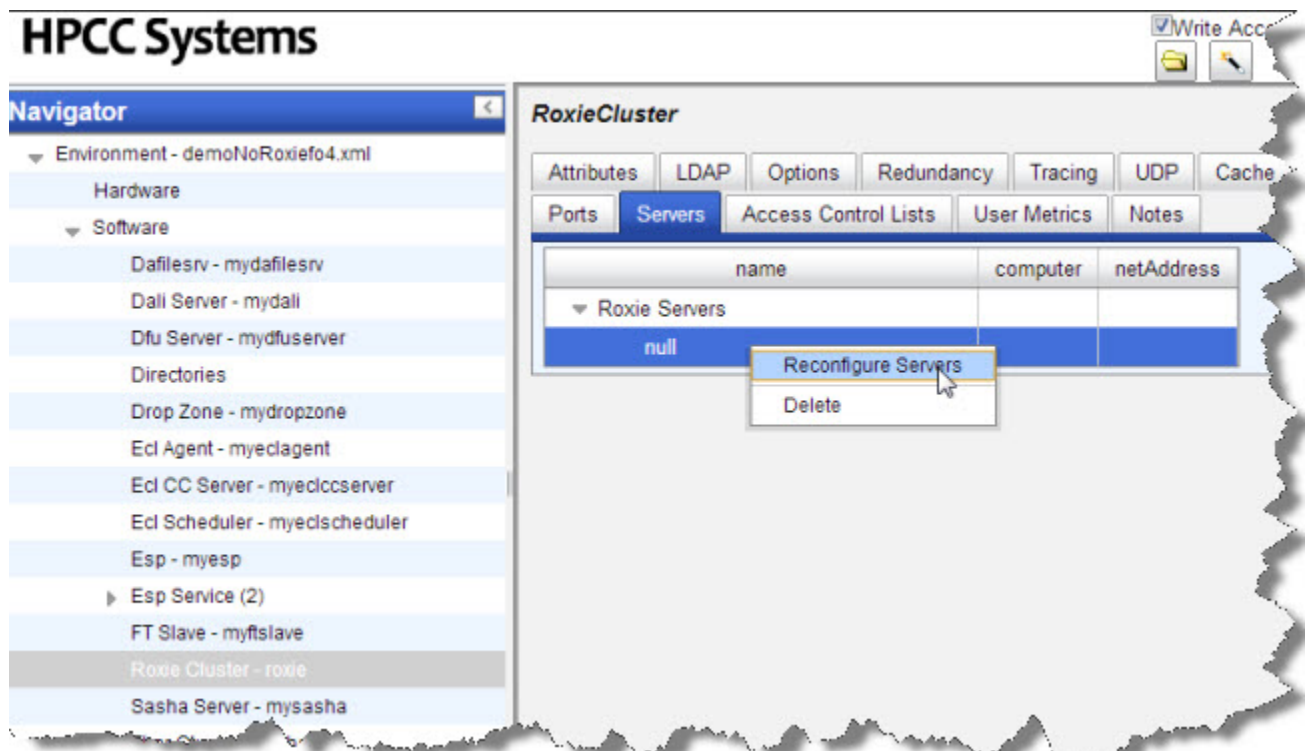 HPCC Systems
Write Acc
Navigator
Environment - demoNoRoxiefo4.xml
Hardware
Software
Dafilesrv - mydafilesrv
Dali Server - mydali
Dfu Server - mydfuserver
Directories
Drop Zone - mydropzone
Ecl Agent - myeclagent
Ecl CC Server - myeclccserver
Ecl Scheduler - myeclscheduler
Esp - myesp
Esp Service (2)
FT Slave - myftslave
Roxie Cluster - roxie
Sasha Server - mysasha
RoxieCluster
Attributes LDAP Options Redundancy Tracing UDP Cache
Ports Servers Access Control Lists User Metrics Notes
name computer netAddress
Roxie Servers
null
Reconfigure Servers
Delete